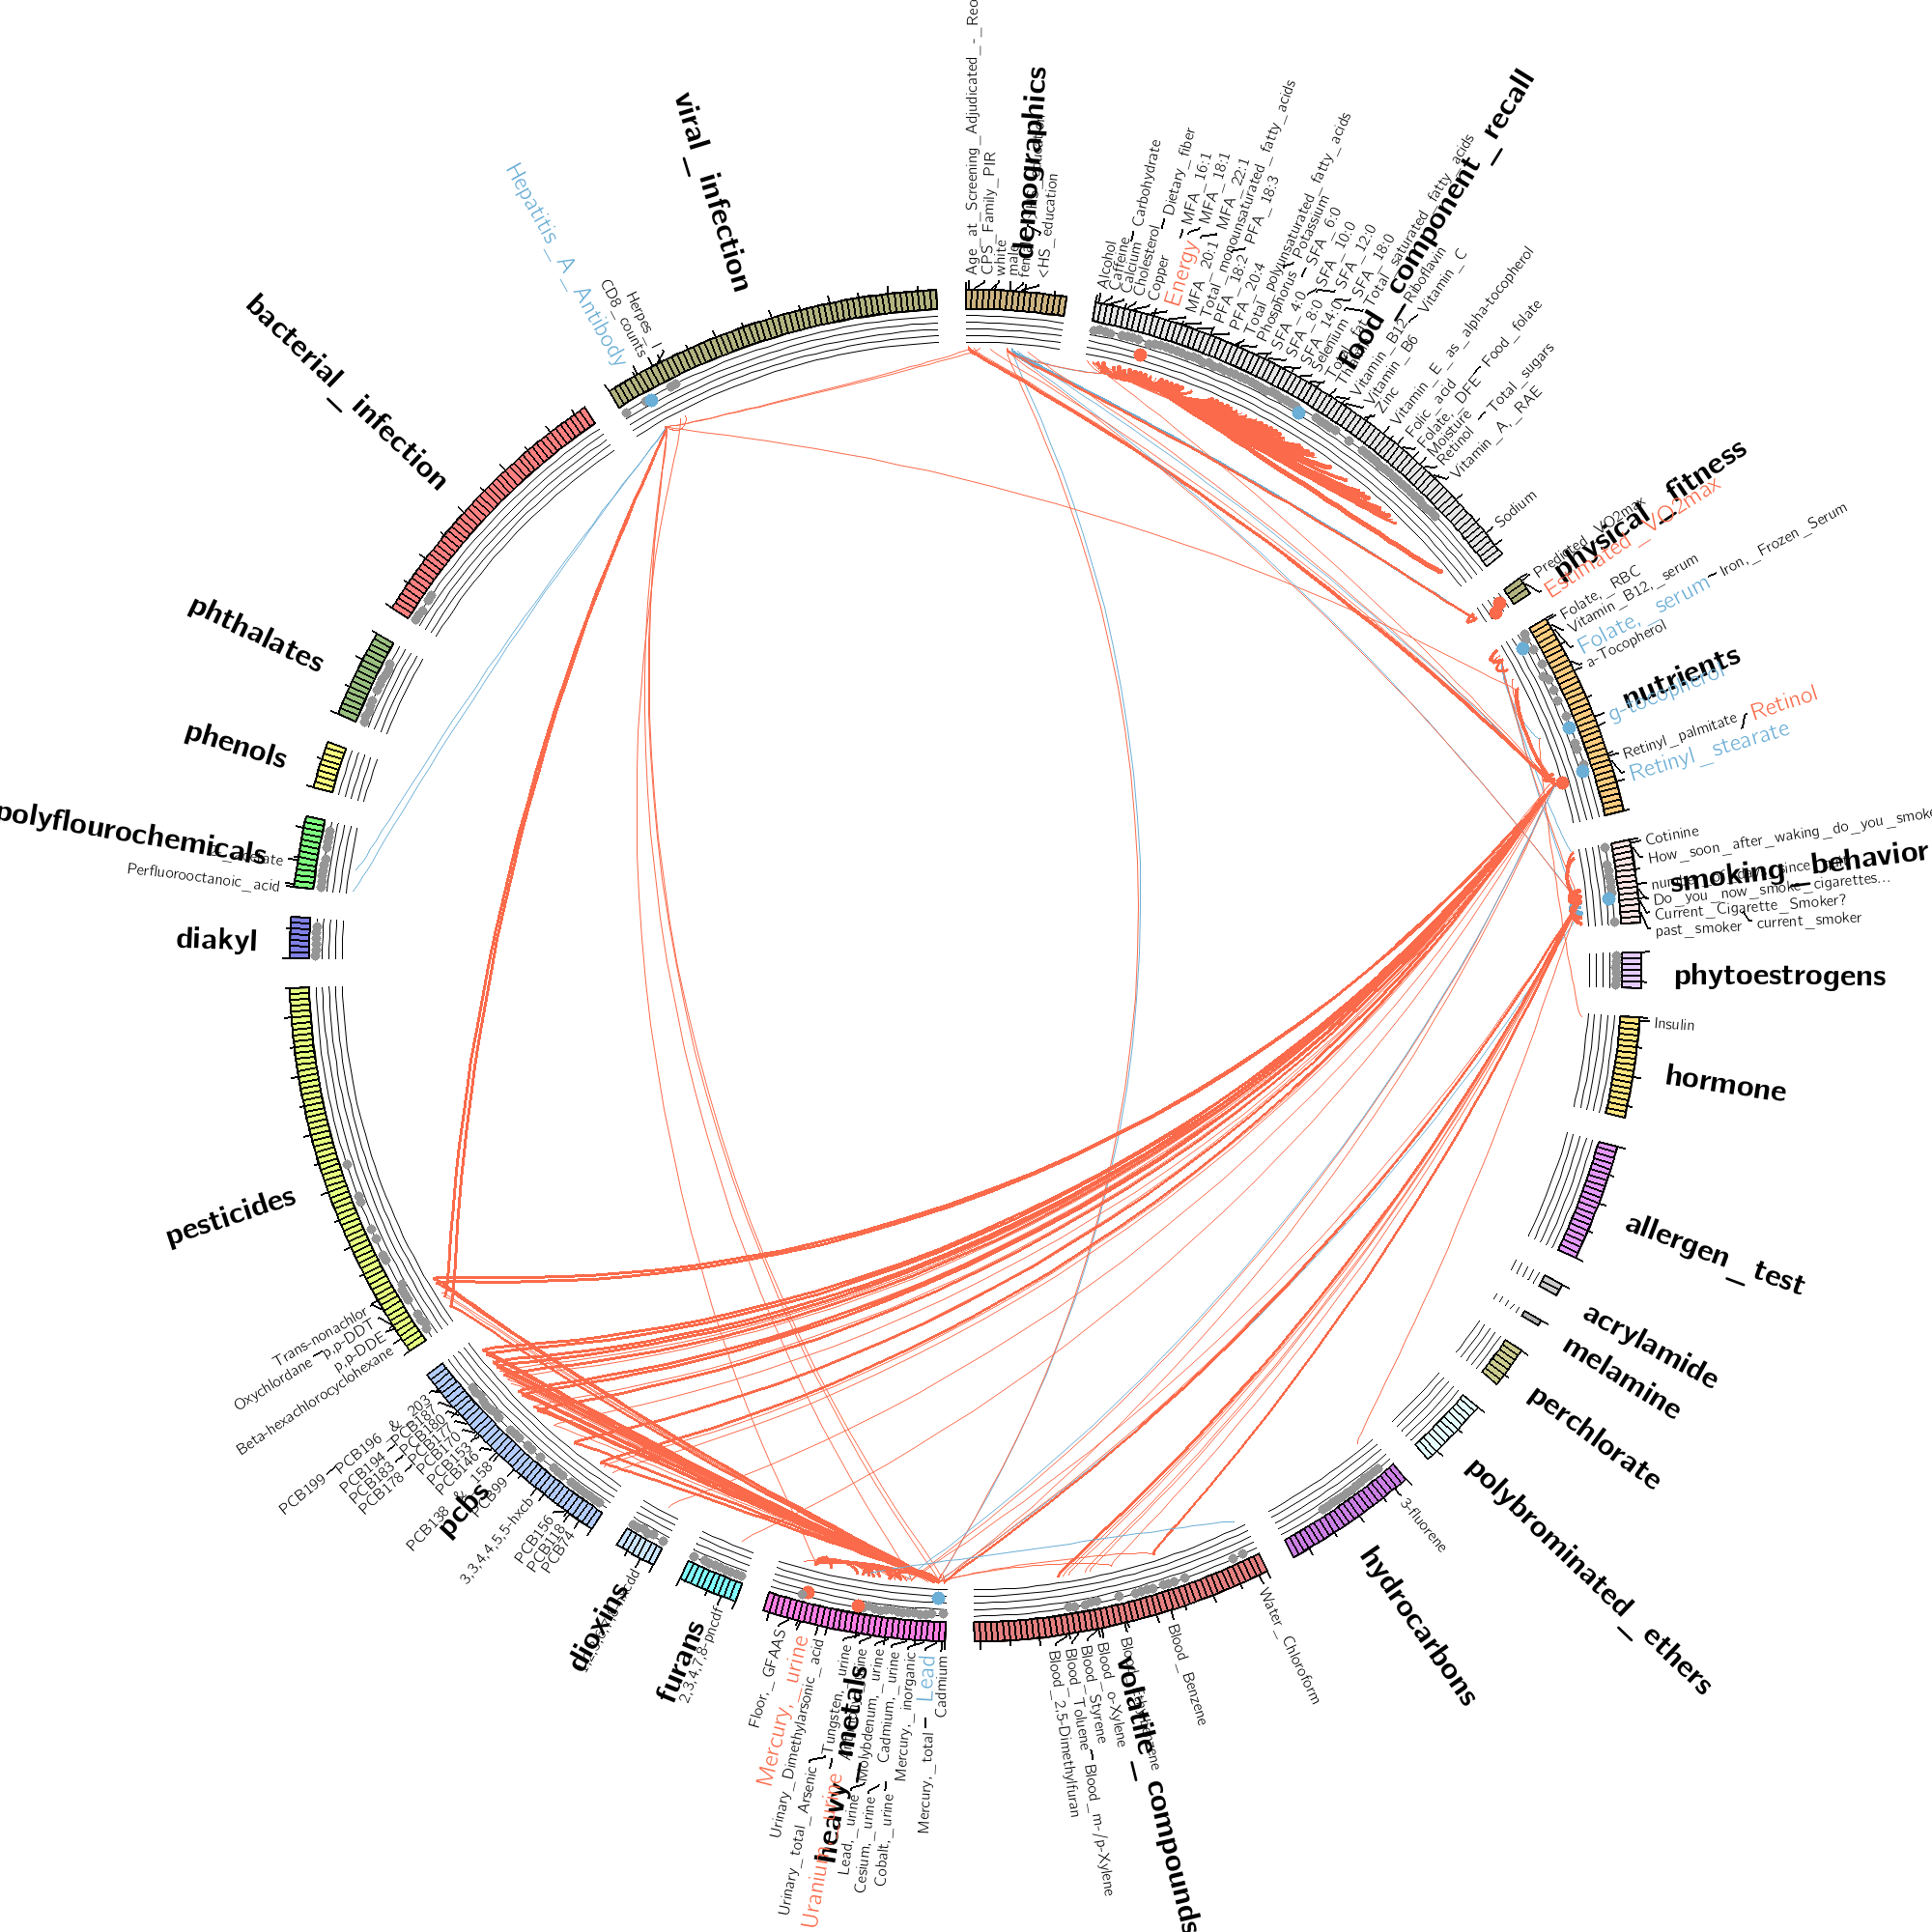 demographics
Age_at_Screening_Adjudicated_-_Reco
CPS_Family_PIR
white
male
<HS_education
food_component_recall
Alcohol
Caffeine
Calcium
Carbohydrate
Cholesterol
Copper
Dietary_fiber
Energy
MFA_16:1
MFA_18:1
MFA_20:1
MFA_22:1
Total_monounsaturated_fatty_acids
PFA_18:2
PFA_18:3
PFA_20:4
Total_polyunsaturated_fatty_acids
Phosphorus
Potassium
SFA_4:0
SFA_6:0
SFA_8:0
SFA_10:0
SFA_14:0
SFA_12:0
Selenium
SFA_18:0
Total_fat
Total_saturated_fatty_acids
Riboflavin
Vitamin_B12
Vitamin_C
Vitamin_B6
Zinc
Vitamin_E_as_alpha-tocopherol
Folic_acid
Folate,_DFE
Food_folate
Moisture
Retinol
Total_sugars
Vitamin_A,_RAE
Sodium
physical_fitness
Predicted_VO2max
Estimated_VO2max
nutrients
Folate,_RBC
Vitamin_B12,_serum
Folate,_serum
Iron,_Frozen_Serum
a-Tocopherol
g-tocopherol
Retinyl_palmitate
Retinol
Retinyl_stearate
smoking_behavior
Cotinine
How_soon_after_waking_do_you_smoke
Do_you_now_smoke_cigarettes...
Current_Cigarette_Smoker?
past_smoker
current_smoker
phytoestrogens
hormone
Insulin
allergen_test
acrylamide
melamine
perchlorate
polybrominated_ethers
hydrocarbons
3-fluorene
volatile_compounds
Water_Chloroform
Blood_Benzene
Blood_o-Xylene
Blood_Styrene
Blood_Toluene
Blood_m-/p-Xylene
Blood_2,5-Dimethylfuran
heavy_metals
Cadmium
Lead
Mercury,_total
Mercury,_inorganic
Cadmium,_urine
Cobalt,_urine
Molybdenum,_urine
Cesium,_urine
Lead,_urine
Tungsten,_urine
Uranium,_urine
Urinary_total_Arsenic
Urinary_Dimethylarsonic_acid
Mercury,_urine
Floor,_GFAAS
furans
2,3,4,7,8-pncdf
dioxins
pcbs
PCB74
PCB118
PCB156
3,3,4,4,5,5-hxcb
PCB99
PCB138_&_158
PCB146
PCB153
PCB170
PCB177
PCB178
PCB180
PCB183
PCB187
PCB194
PCB196_&_203
PCB199
pesticides
Beta-hexachlorocyclohexane
p,p-DDE
p,p-DDT
Oxychlordane
Trans-nonachlor
diakyl
polyflourochemicals
Perfluorooctanoic_acid
phenols
phthalates
bacterial_infection
viral_infection
Hepatitis_A_Antibody
CD8_counts
Herpes_I